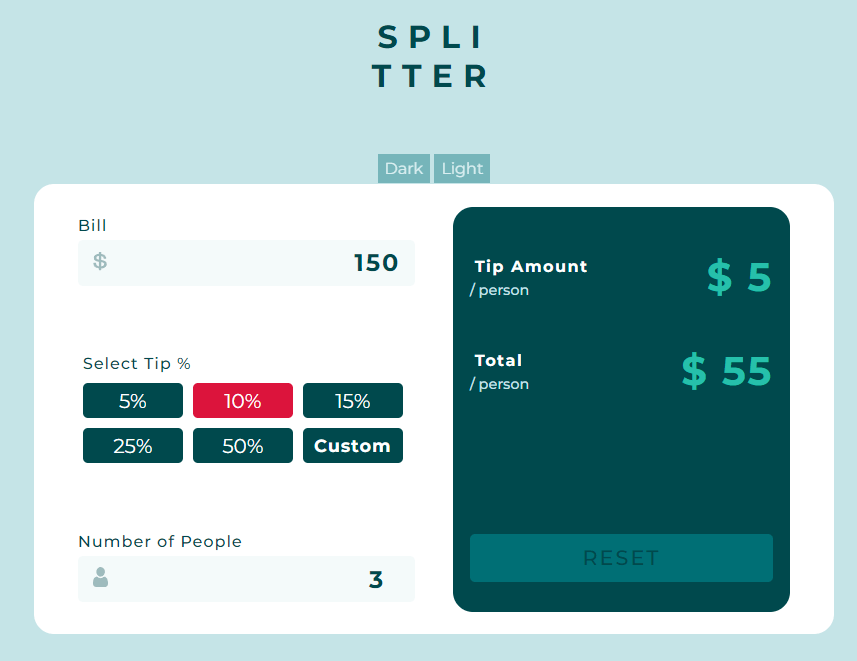 SPLI
TTER
Dark Light
Bill
$ 150
Select Tip %
5% 10% 15%
25% 50% Custom
Number of People
3
Tip Amount
/ person
$ 5
Total
/ person
$ 55
RESET